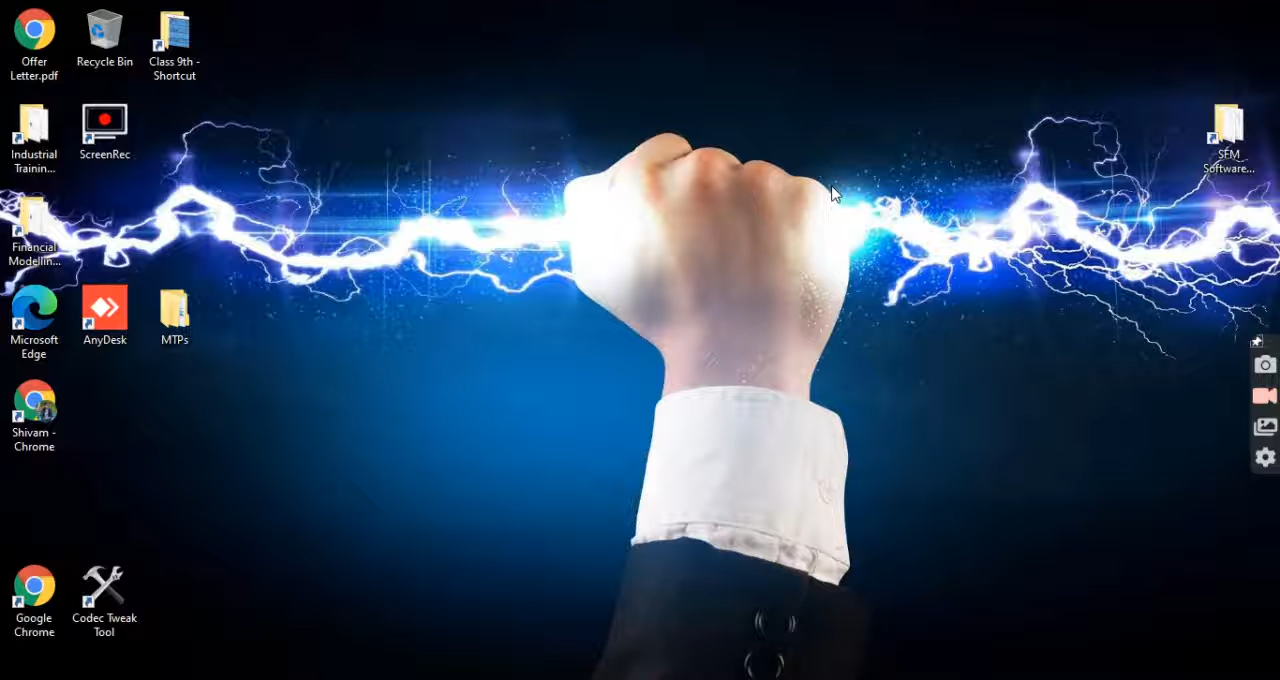 Offer
Letter.pdf
Recycle Bin
Class 9th -
Shortcut
Industrial
Trainin...
ScreenRec
SFM
Software...
Financial
Modellin...
Microsoft
Edge
AnyDesk
MTPs
Shivam -
Chrome
Google
Chrome
Codec Tweak
Tool